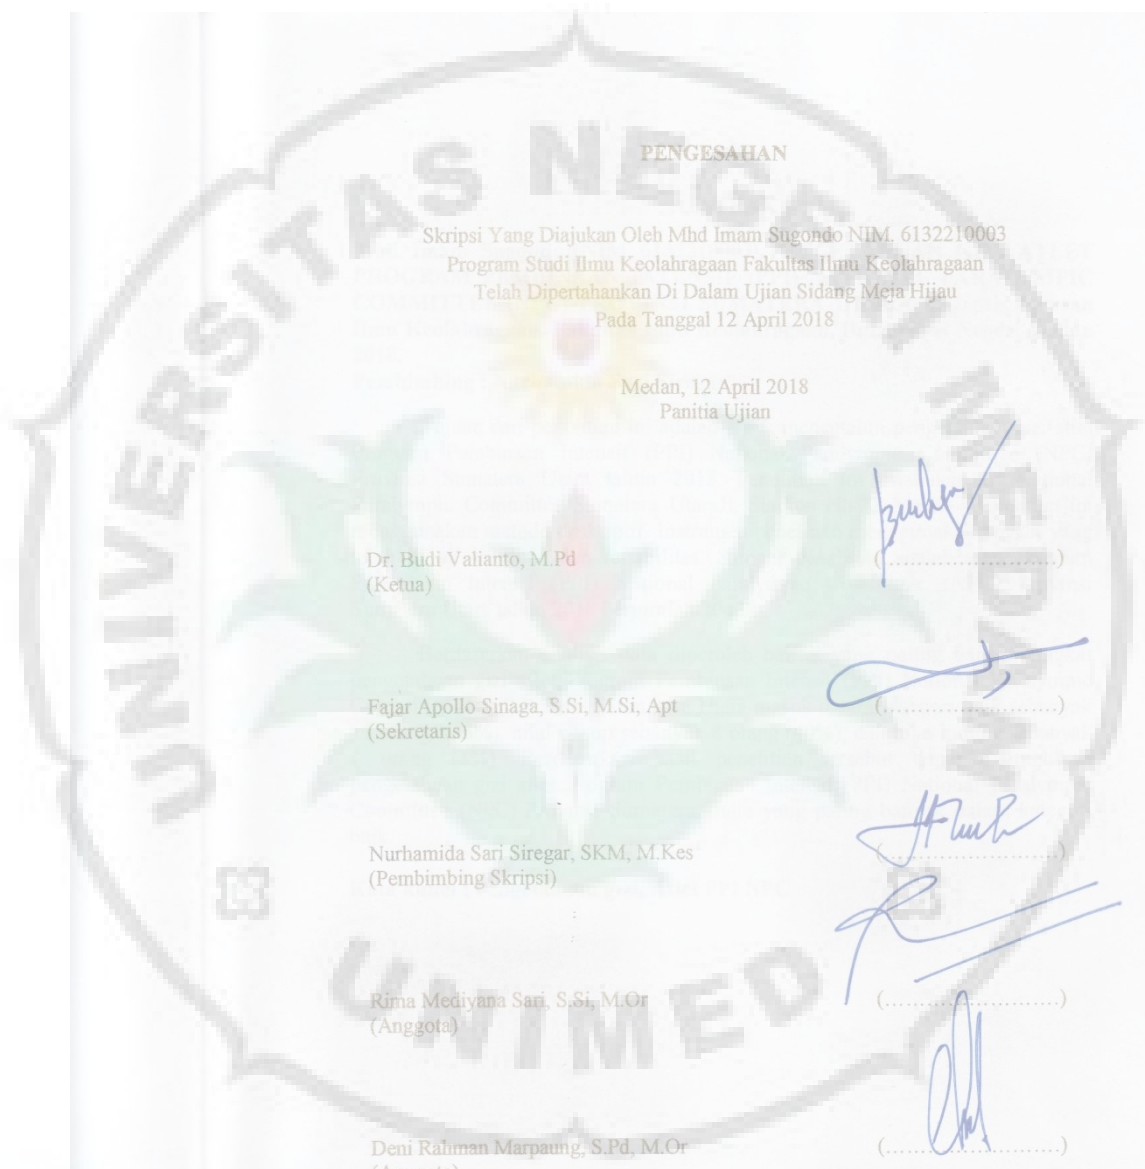 UNIVERSITAS NEGERI MEDAN
UNIMED
PENGESAHAN
Skripsi Yang Diajukan Oleh Mhd Imam Sugondo NIM. 6132210003
Program Studi Ilmu Keolahragaan Fakultas Ilmu Keolahragaan
Telah Dipertahankan Di Dalam Ujian Sidang Meja Hijau
Pada Tanggal 12 April 2018
Medan, 12 April 2018
Panitia Ujian
Dr. Budi Valianto, M.Pd (........................)
(Ketua)
Fajar Apollo Sinaga, S.Si, M.Si, Apt (........................)
(Sekretaris)
Nurhamida Sari Siregar, SKM, M.Kes (........................)
(Pembimbing Skripsi)
Rima Mediyana Sari, S.Si, M.Or (........................)
(Anggota)
Deni Rahman Marpaung, S.Pd, M.Or (........................)